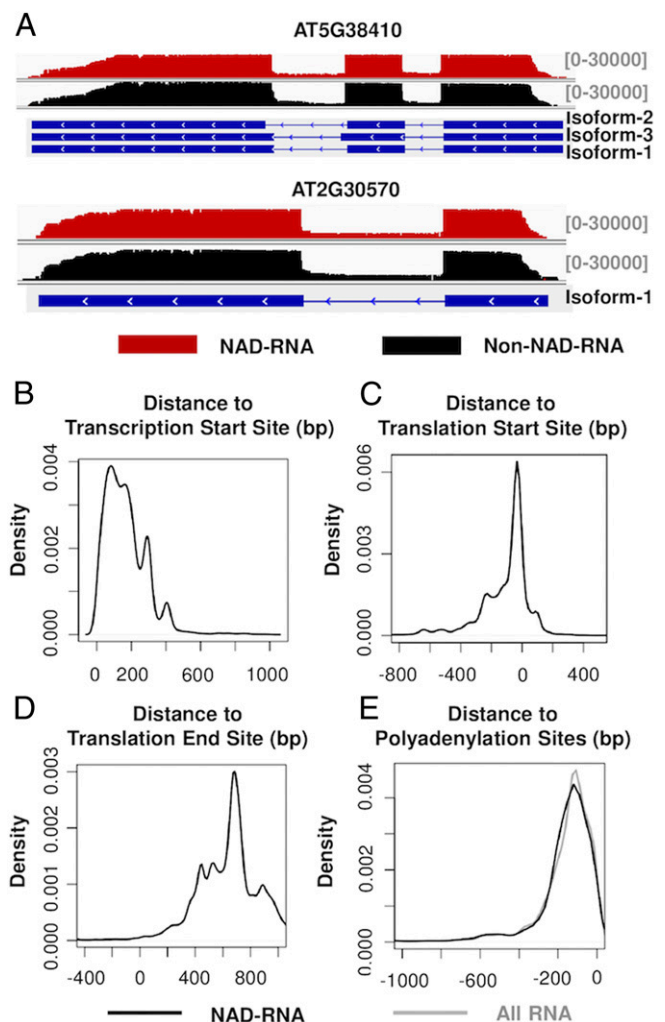 A
AT5G38410
[0-30000]
[0-30000]
Isoform-2
Isoform-3
Isoform-1
AT2G30570
[0-30000]
[0-30000]
Isoform-1
NAD-RNA
Non-NAD-RNA
B
Distance to
Transcription Start Site (bp)
Density
0.004
0.002
0.000
0 200 600 1000
C
Distance to
Translation Start Site (bp)
Density
0.006
0.003
0.000
-800 -400 0 400
D
Distance to
Translation End Site (bp)
Density
0.003
0.002
0.001
0.000
-400 0 400 800
E
Distance to
Polyadenylation Sites (bp)
Density
0.004
0.002
0.000
-1000 -600 -200 0
NAD-RNA
All RNA